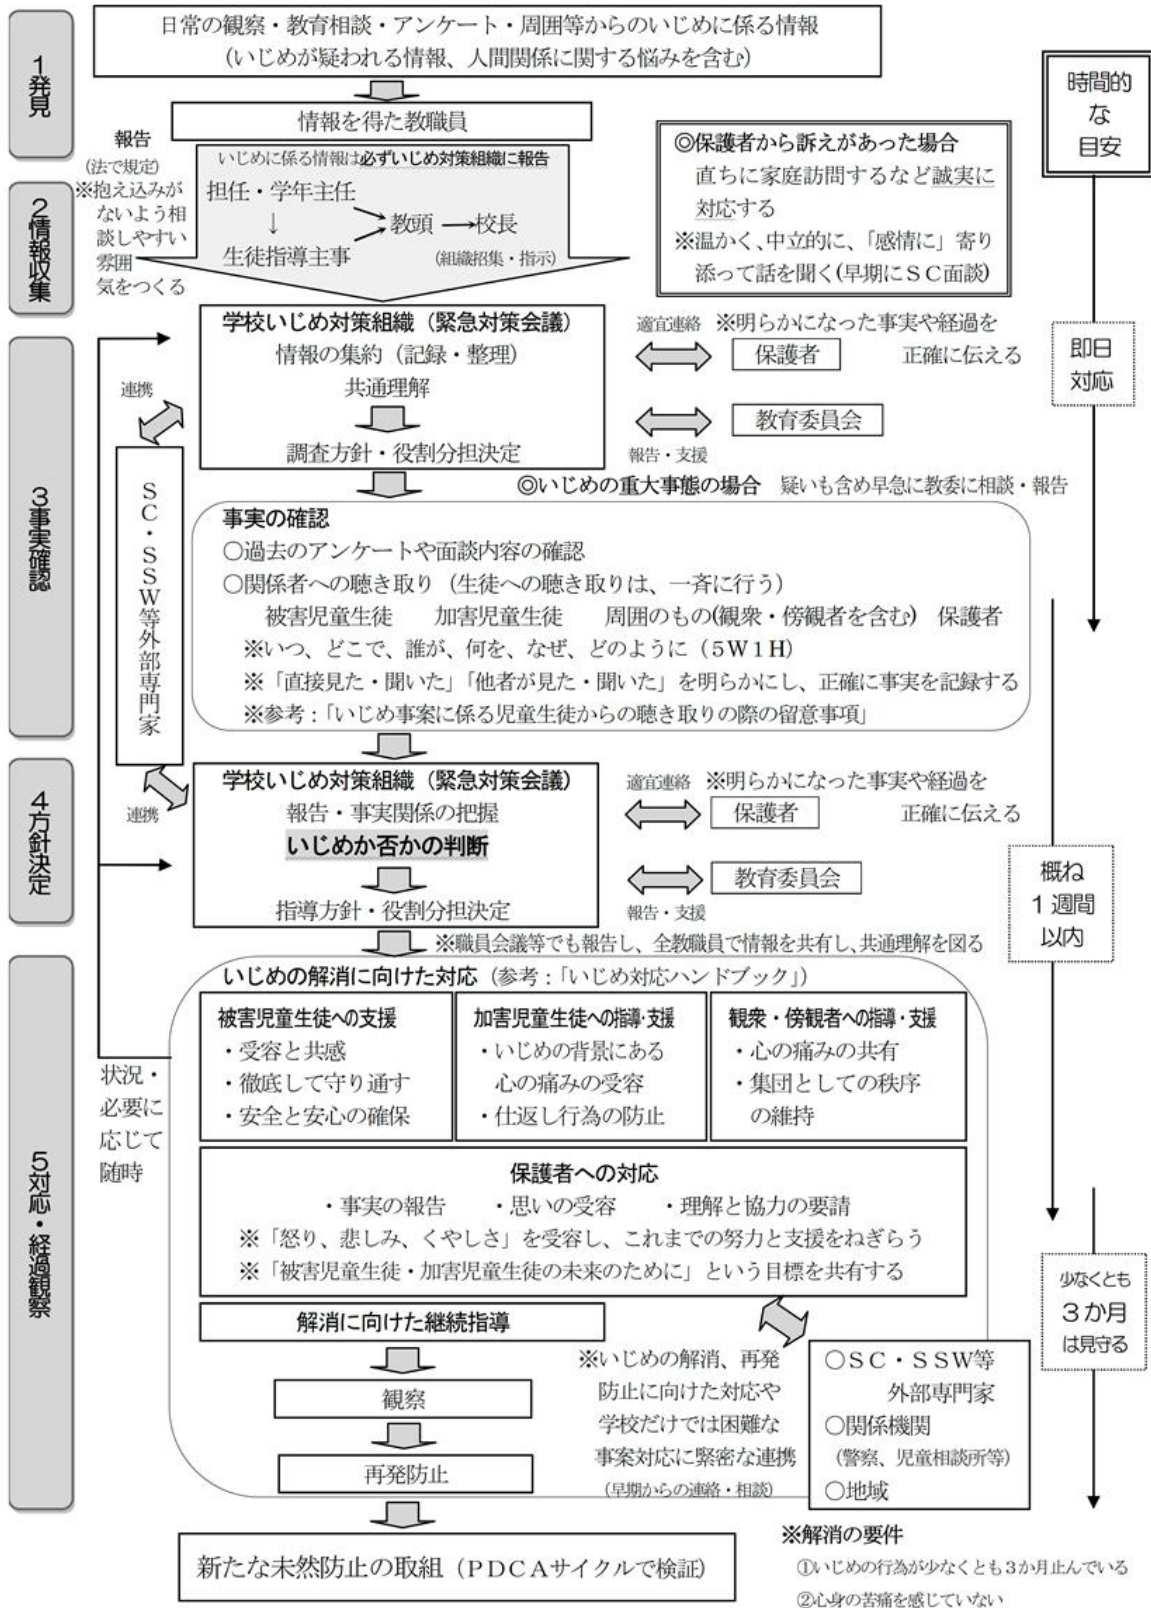 1発見
日常の観察・教育相談・アンケート・周囲等からのいじめに係る情報
(いじめが疑われる情報、人間関係に関する悩みを含む)
情報を得た教職員
時間的
な
目安
報告
(法で規定)
※抱え込みが
ないよう相
談しやすい
雰囲
気をつくる
いじめに係る情報は必ずいじめ対策組織に報告
担任・学年主任
↓
生徒指導主事
教頭
校長
(組織招集・指示)
◎保護者から訴えがあった場合
直ちに家庭訪問するなど誠実に
対応する
※温かく、中立的に、「感情に」寄り
添って話を聞く(早期にSC面談)
2情報収集
3事実確認
学校いじめ対策組織（緊急対策会議）
情報の集約（記録・整理）
共通理解
調査方針・役割分担決定
適宜連絡 ※明らかになった事実や経過を
保護者 正確に伝える
教育委員会
報告・支援
即日
対応
連携
SC・SSW等外部専門家
◎いじめの重大事態の場合 疑いも含め早急に教委に相談・報告
事実の確認
○過去のアンケートや面談内容の確認
○関係者への聴き取り（生徒への聴き取りは、一斉に行う）
被害児童生徒 加害児童生徒 周囲のもの(観衆・傍観者を含む) 保護者
※いつ、どこで、誰が、何を、なぜ、どのように（5W1H）
※「直接見た・聞いた」「他者が見た・聞いた」を明らかにし、正確に事実を記録する
※参考：「いじめ事案に係る児童生徒からの聴き取りの際の留意事項」
4方針決定
連携
学校いじめ対策組織（緊急対策会議）
報告・事実関係の把握
いじめか否かの判断
指導方針・役割分担決定
適宜連絡 ※明らかになった事実や経過を
保護者 正確に伝える
教育委員会
報告・支援
概ね
1週間
以内
※職員会議等でも報告し、全教職員で情報を共有し、共通理解を図る
5対応・経過観察
いじめの解消に向けた対応（参考：「いじめ対応ハンドブック」）
被害児童生徒への支援
・受容と共感
・徹底して守り通す
・安全と安心の確保
加害児童生徒への指導・支援
・いじめの背景にある
心の痛みの受容
・仕返し行為の防止
観衆・傍観者への指導・支援
・心の痛みの共有
・集団としての秩序
の維持
状況・
必要に
応じて
随時
保護者への対応
・事実の報告 ・思いの受容 ・理解と協力の要請
※「怒り、悲しみ、くやしさ」を受容し、これまでの努力と支援をねぎらう
※「被害児童生徒・加害児童生徒の未来のために」という目標を共有する
少なくとも
3か月
は見守る
解消に向けた継続指導
観察
再発防止
※いじめの解消、再発
防止に向けた対応や
学校だけでは困難な
事案対応に緊密な連携
(早期からの連絡・相談)
○SC・SSW等
外部専門家
○関係機関
(警察、児童相談所等)
○地域
新たな未然防止の取組（PDCAサイクルで検証）
※解消の要件
①いじめの行為が少なくとも3か月止んでいる
②心身の苦痛を感じていない